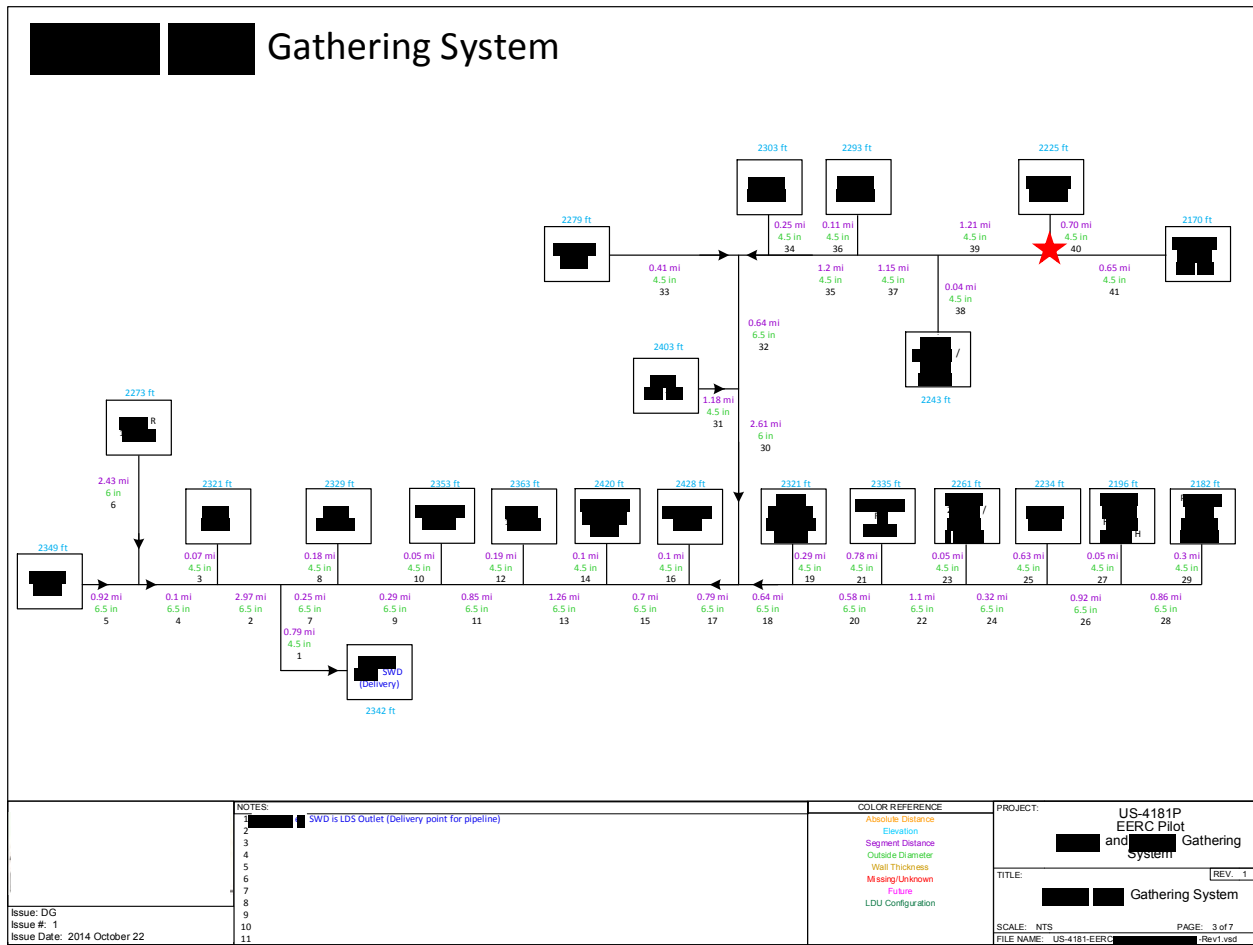 Gathering System
2303 ft
2293 ft
2225 ft
2279 ft
2170 ft
0.25 mi
4.5 in
34
0.11 mi
4.5 in
36
1.21 mi
4.5 in
39
0.70 mi
4.5 in
40
0.41 mi
4.5 in
33
1.2 mi
4.5 in
35
1.15 mi
4.5 in
37
0.04 mi
4.5 in
38
0.65 mi
4.5 in
41
0.64 mi
6.5 in
32
/
2243 ft
2403 ft
1.18 mi
4.5 in
31
2.61 mi
6 in
30
2273 ft
R
2.43 mi
6 in
6
2321 ft
2329 ft
2353 ft
2363 ft
2420 ft
2428 ft
2321 ft
2335 ft
2261 ft
2234 ft
2196 ft
2182 ft
/
H
2349 ft
0.07 mi
4.5 in
3
0.18 mi
4.5 in
8
0.05 mi
4.5 in
10
0.19 mi
4.5 in
12
0.1 mi
4.5 in
14
0.1 mi
4.5 in
16
0.29 mi
4.5 in
19
0.78 mi
4.5 in
21
0.05 mi
4.5 in
23
0.63 mi
4.5 in
25
0.05 mi
4.5 in
27
0.3 mi
4.5 in
29
0.92 mi
6.5 in
5
0.1 mi
6.5 in
4
2.97 mi
6.5 in
2
0.25 mi
6.5 in
7
0.29 mi
6.5 in
9
0.85 mi
6.5 in
11
1.26 mi
6.5 in
13
0.7 mi
6.5 in
15
0.79 mi
6.5 in
17
0.64 mi
6.5 in
18
0.58 mi
6.5 in
20
1.1 mi
6.5 in
22
0.32 mi
6.5 in
24
0.92 mi
6.5 in
26
0.86 mi
6.5 in
28
0.79 mi
4.5 in
1
SWD
(Delivery)
2342 ft
Issue: DG
Issue #: 1
Issue Date: 2014 October 22
NOTES:
1 SWD is LDS Outlet (Delivery point for pipeline)
2
3
4
5
6
7
8
9
10
11
COLOR REFERENCE
Absolute Distance
Elevation
Segment Distance
Outside Diameter
Wall Thickness
Missing/Unknown
Future
LDU Configuration
PROJECT:
US-4181P
EERC Pilot
and Gathering
System
TITLE:
REV. 1
Gathering System
SCALE: NTS
PAGE: 3 of 7
FILE NAME: US-4181-EERC -Rev1.vsd